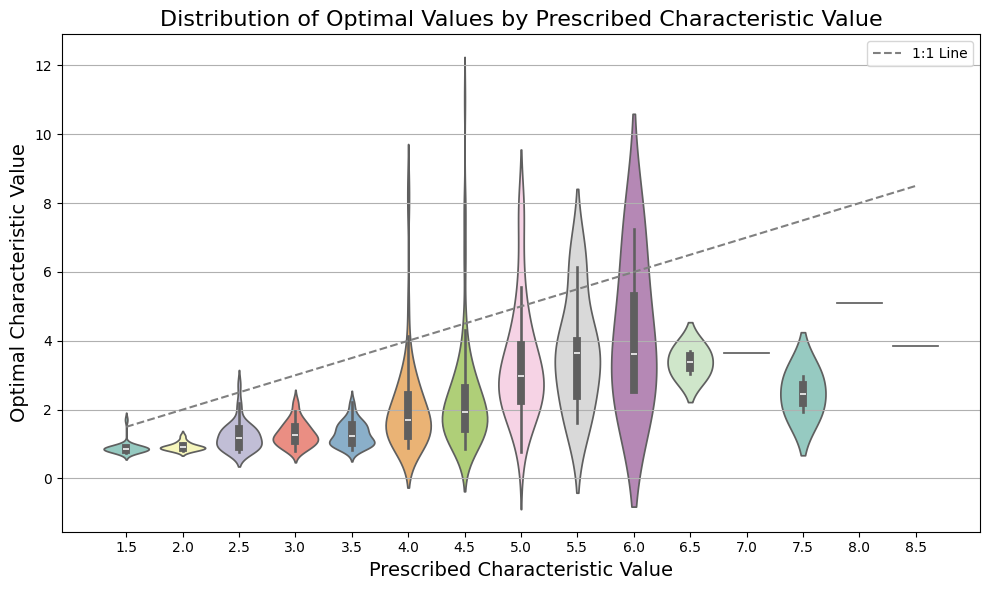 Distribution of Optimal Values by Prescribed Characteristic Value
1:1 Line
Optimal Characteristic Value
12
10
8
6
4
2
0
1.5 2.0 2.5 3.0 3.5 4.0 4.5 5.0 5.5 6.0 6.5 7.0 7.5 8.0 8.5
Prescribed Characteristic Value